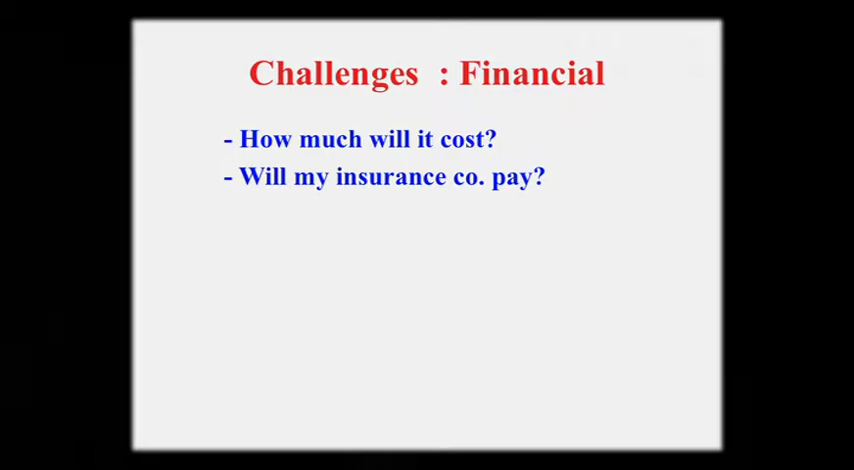 Challenges : Financial
- How much will it cost?
- Will my insurance co. pay?